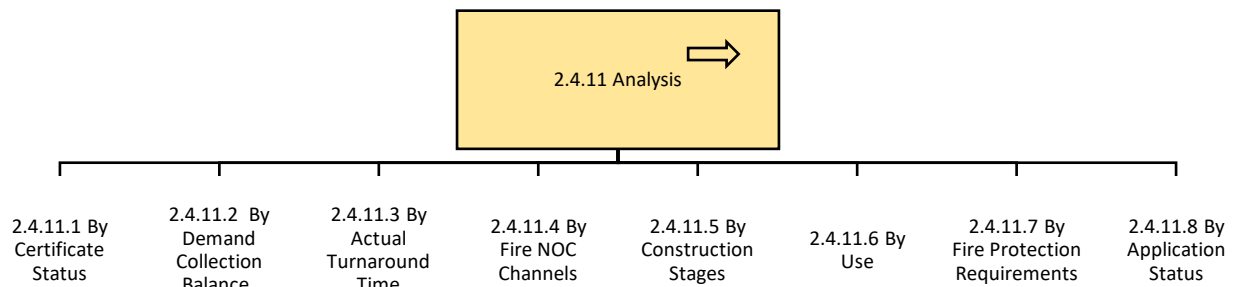 2.4.11 Analysis
2.4.11.1 By
Certificate
Status
2.4.11.2 By
Demand
Collection
Balance
2.4.11.3 By
Actual
Turnaround
Time
2.4.11.4 By
Fire NOC
Channels
2.4.11.5 By
Construction
Stages
2.4.11.6 By
Use
2.4.11.7 By
Fire Protection
Requirements
2.4.11.8 By
Application
Status